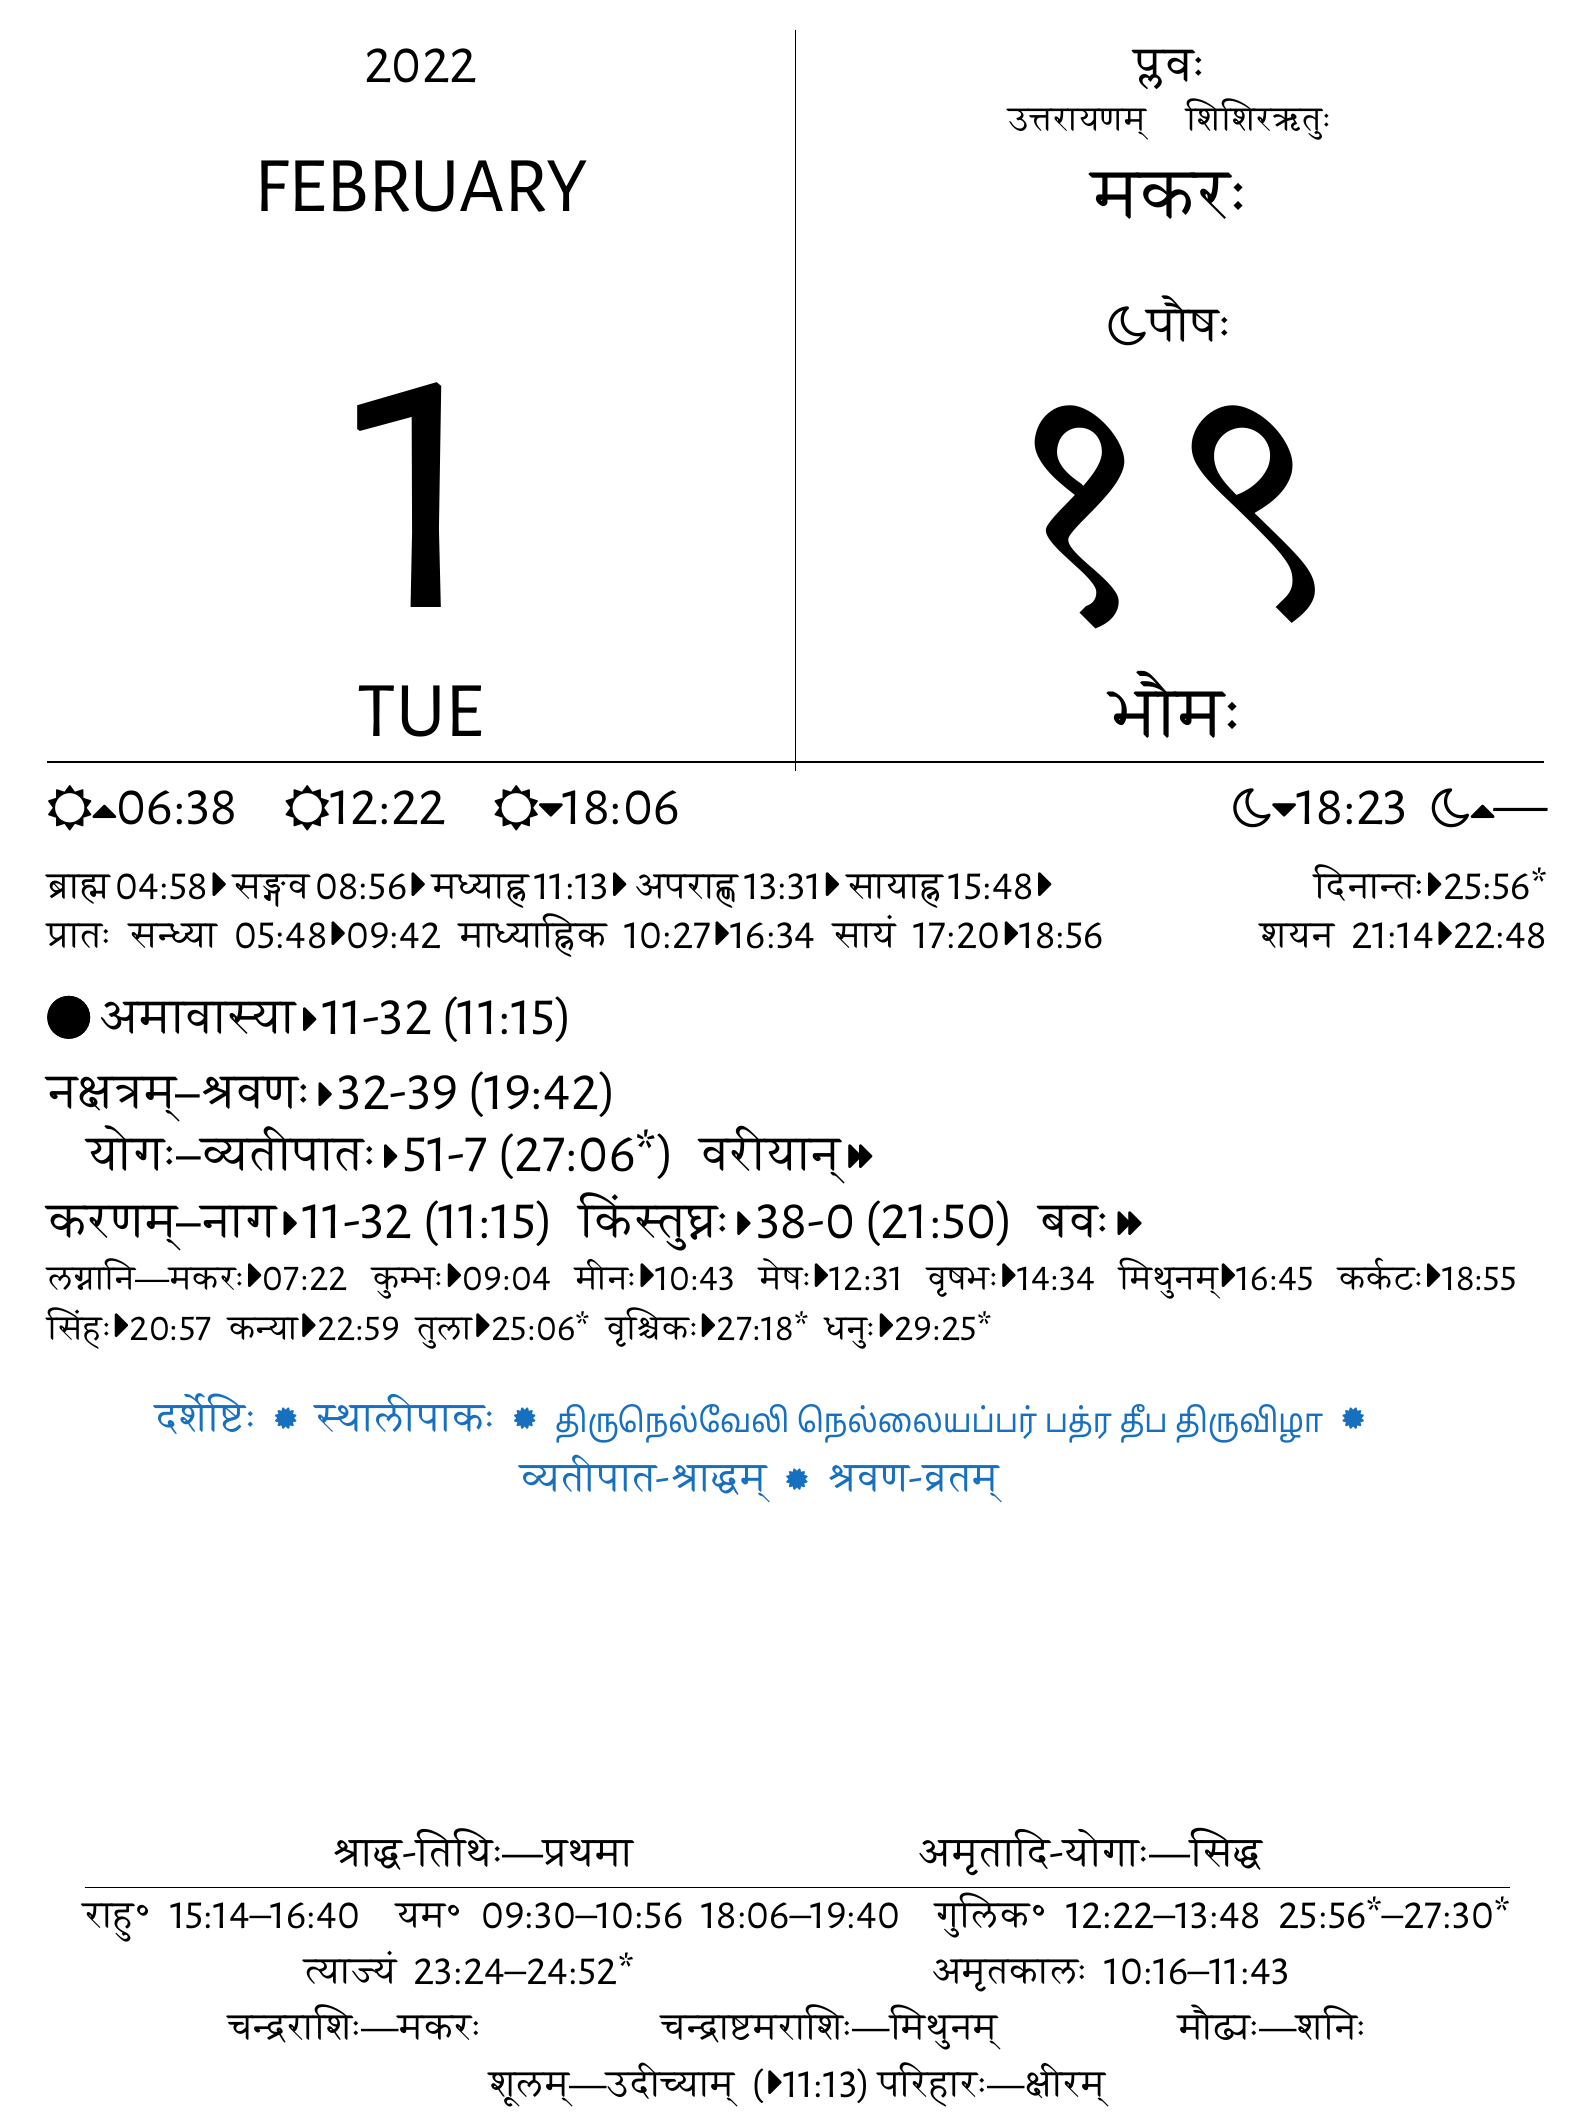 2022
FEBRUARY
1
TUE
प्लवः
उत्तरायणम् शिशिरऋतुः
मकरः
पौषः
१९
भौमः
06:38 12:22 18:06 18:23 —
ब्राह्म 04:58 सङ्गव 08:56 मध्याह्न 11:13 अपराह्ण 13:31 सायाह्न 15:48 दिनान्तः 25:56*
प्रातः सन्ध्या 05:48 09:42 माध्याह्निक 10:27 16:34 सायं 17:20 18:56 शयन 21:14 22:48
अमावास्या 11-32 (11:15)
नक्षत्रम्–श्रवणः 32-39 (19:42)
योगः–व्यतीपातः 51-7 (27:06*) वरीयान्
करणम्–नाग 11-32 (11:15) किंस्तुघ्नः 38-0 (21:50) बवः
लग्नानि—मकरः 07:22 कुम्भः 09:04 मीनः 10:43 मेषः 12:31 वृषभः 14:34 मिथुनम् 16:45 कर्कटः 18:55
सिंहः 20:57 कन्या 22:59 तुला 25:06* वृश्चिकः 27:18* धनुः 29:25*
दर्शेष्टिः ✹ स्थालीपाकः ✹ திருநெல்வேலி நெல்லையப்பர் பத்ர தீப திருவிழா ✹
व्यतीपात-श्राद्धम् ✹ श्रवण-व्रतम्
श्राद्ध-तिथिः—प्रथमा अमृतादि-योगाः—सिद्ध
राहु॰ 15:14–16:40 यम॰ 09:30–10:56 18:06–19:40 गुलिक॰ 12:22–13:48 25:56*–27:30*
त्याज्यं 23:24–24:52* अमृतकालः 10:16–11:43
चन्द्रराशिः—मकरः चन्द्राष्टमराशिः—मिथुनम् मौढ्यः—शनिः
शूलम्—उदीच्याम् (11:13) परिहारः—क्षीरम्